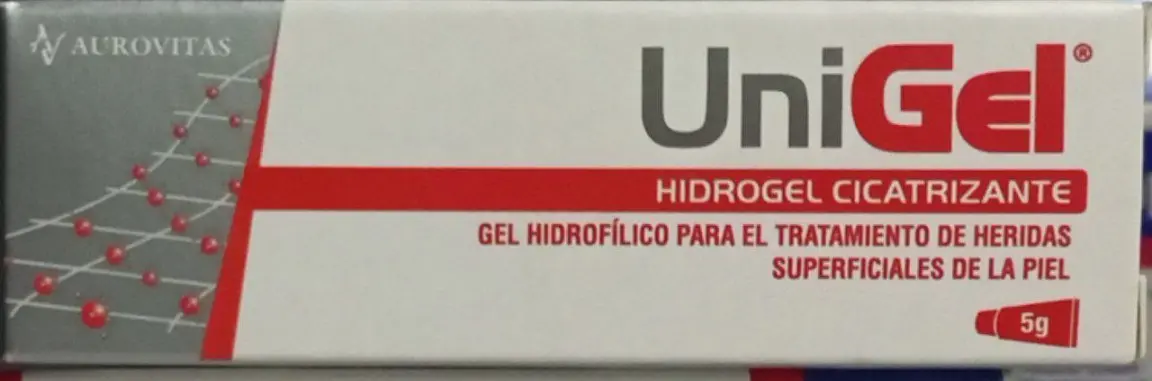 AUROVITAS
UniGel®
HIDROGEL CICATRIZANTE
GEL HIDROFÍLICO PARA EL TRATAMIENTO DE HERIDAS
SUPERFICIALES DE LA PIEL
5g